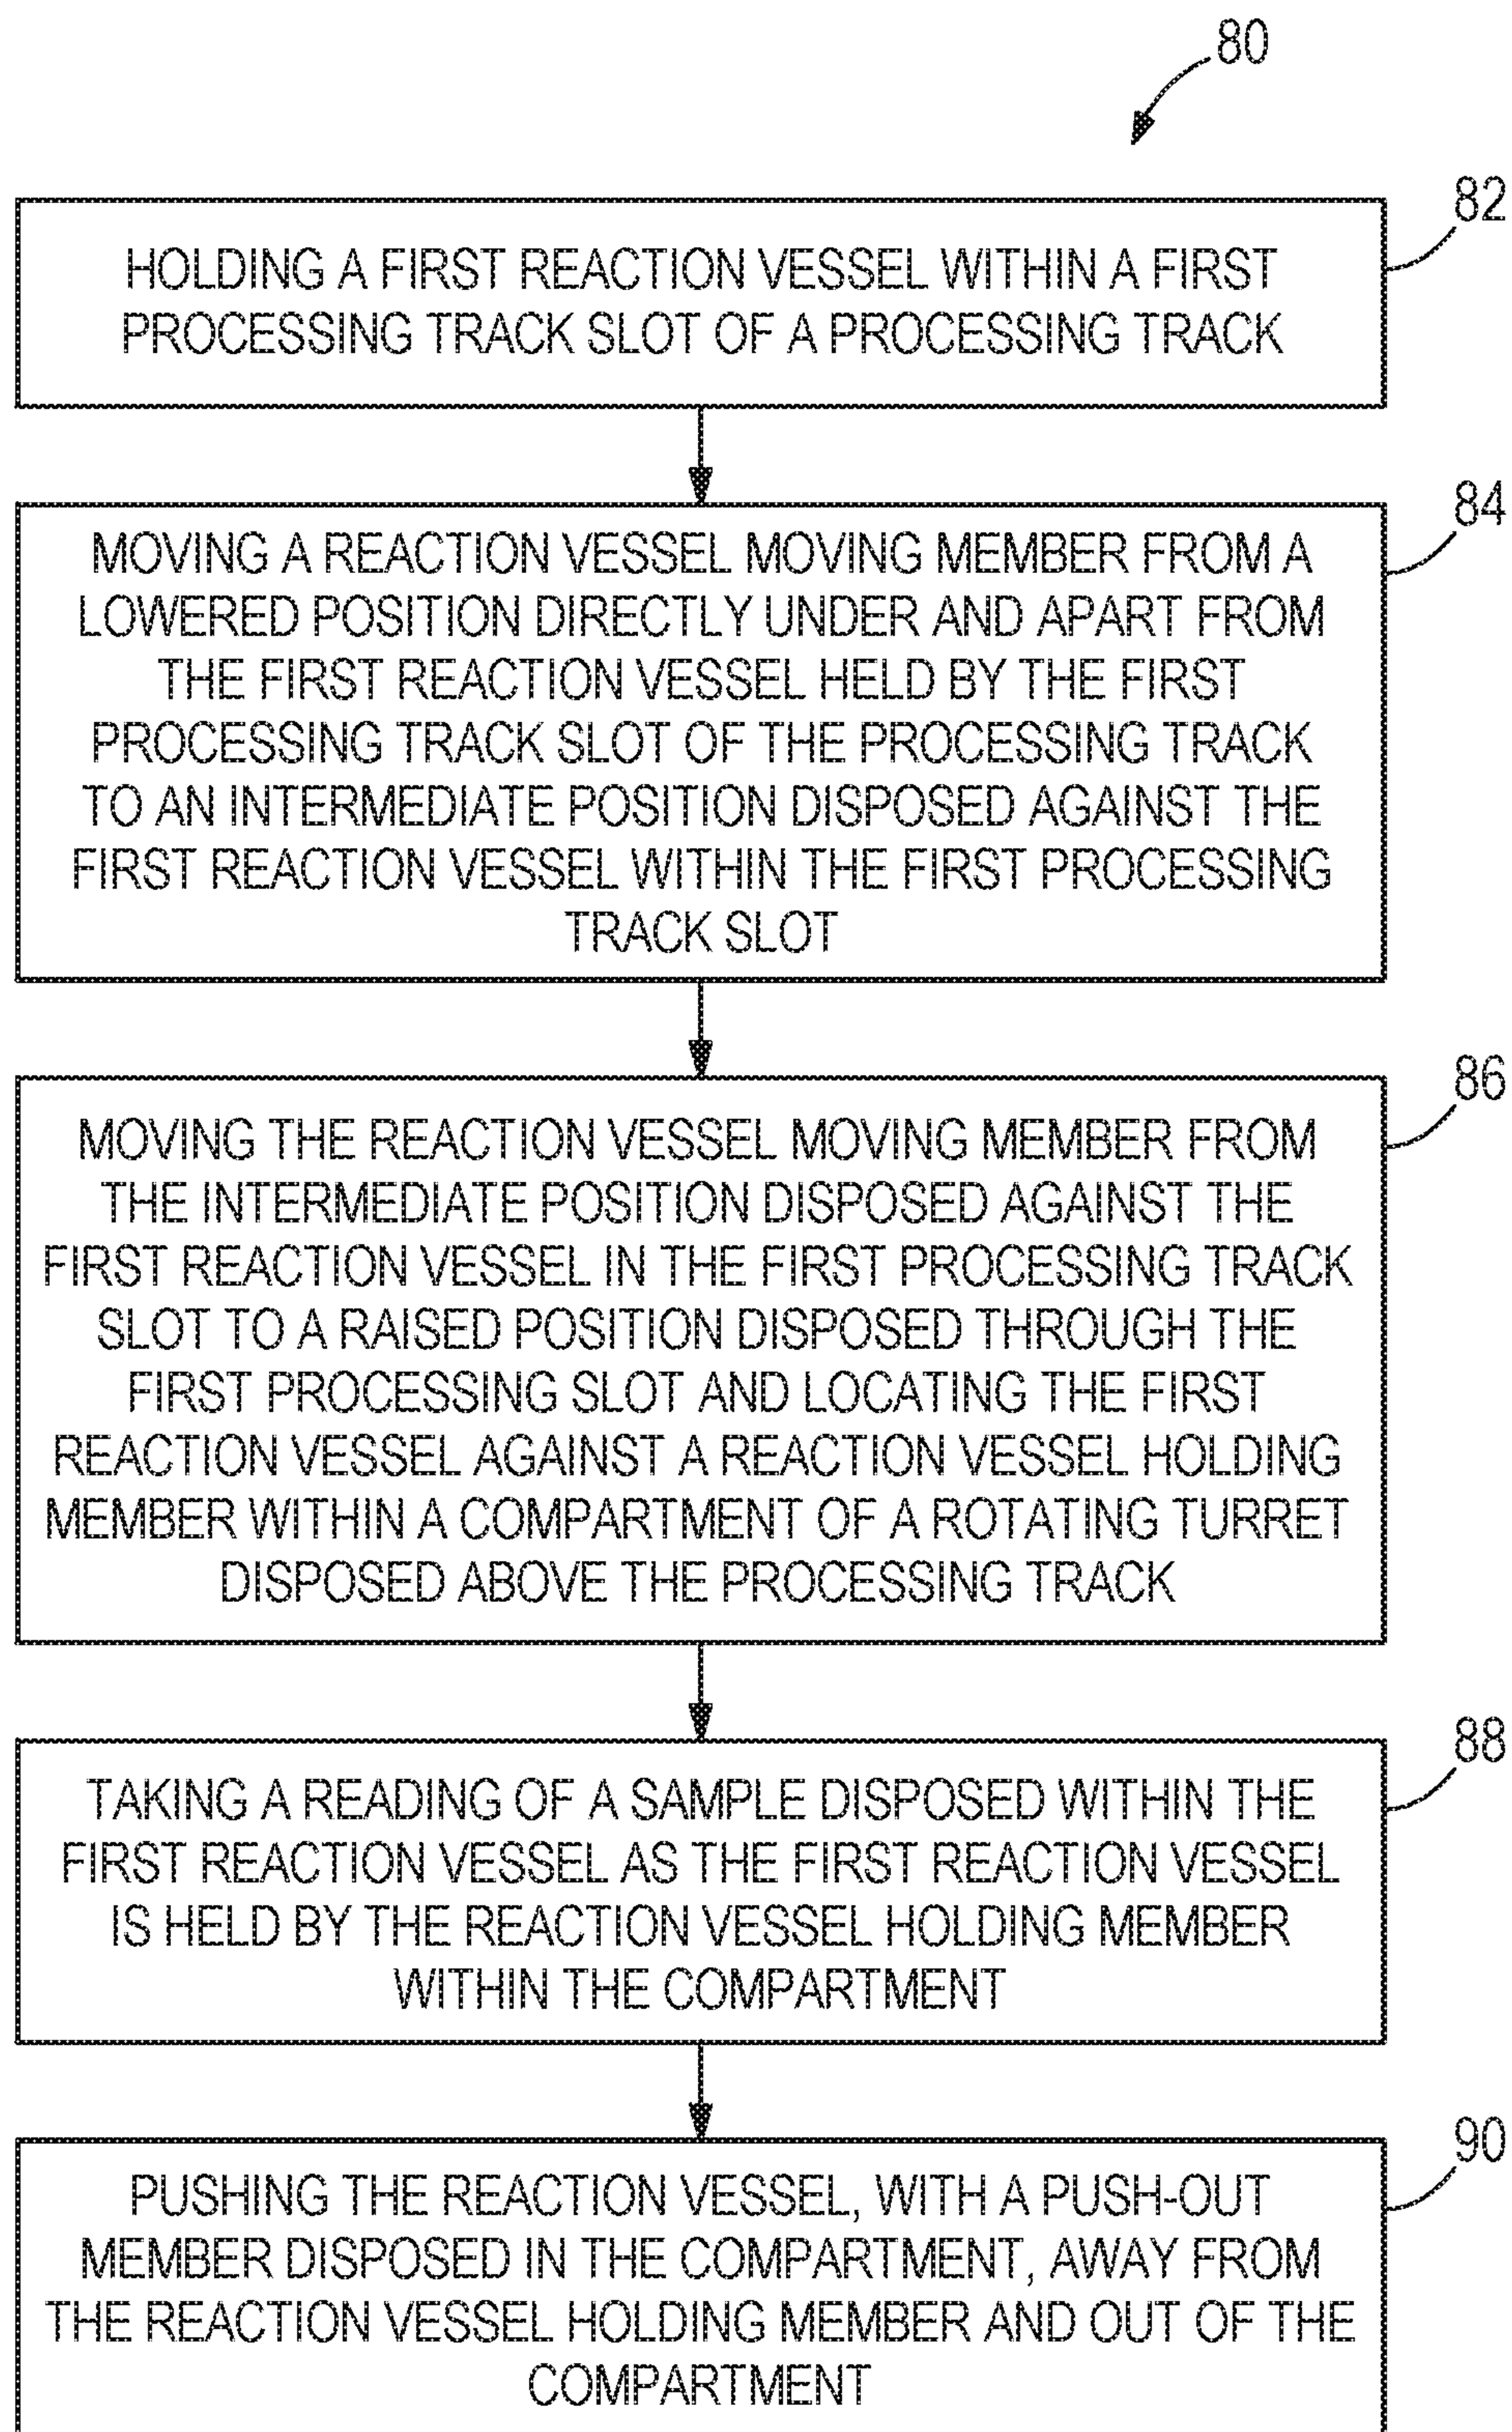 80
82
HOLDING A FIRST REACTION VESSEL WITHIN A FIRST
PROCESSING TRACK SLOT OF A PROCESSING TRACK
84
MOVING A REACTION VESSEL MOVING MEMBER FROM A
LOWERED POSITION DIRECTLY UNDER AND APART FROM
THE FIRST REACTION VESSEL HELD BY THE FIRST
PROCESSING TRACK SLOT OF THE PROCESSING TRACK
TO AN INTERMEDIATE POSITION DISPOSED AGAINST THE
FIRST REACTION VESSEL WITHIN THE FIRST PROCESSING
TRACK SLOT
86
MOVING THE REACTION VESSEL MOVING MEMBER FROM
THE INTERMEDIATE POSITION DISPOSED AGAINST THE
FIRST REACTION VESSEL IN THE FIRST PROCESSING TRACK
SLOT TO A RAISED POSITION DISPOSED THROUGH THE
FIRST PROCESSING SLOT AND LOCATING THE FIRST
REACTION VESSEL AGAINST A REACTION VESSEL HOLDING
MEMBER WITHIN A COMPARTMENT OF A ROTATING TURRET
DISPOSED ABOVE THE PROCESSING TRACK
88
TAKING A READING OF A SAMPLE DISPOSED WITHIN THE
FIRST REACTION VESSEL AS THE FIRST REACTION VESSEL
IS HELD BY THE REACTION VESSEL HOLDING MEMBER
WITHIN THE COMPARTMENT
90
PUSHING THE REACTION VESSEL, WITH A PUSH-OUT
MEMBER DISPOSED IN THE COMPARTMENT, AWAY FROM
THE REACTION VESSEL HOLDING MEMBER AND OUT OF THE
COMPARTMENT